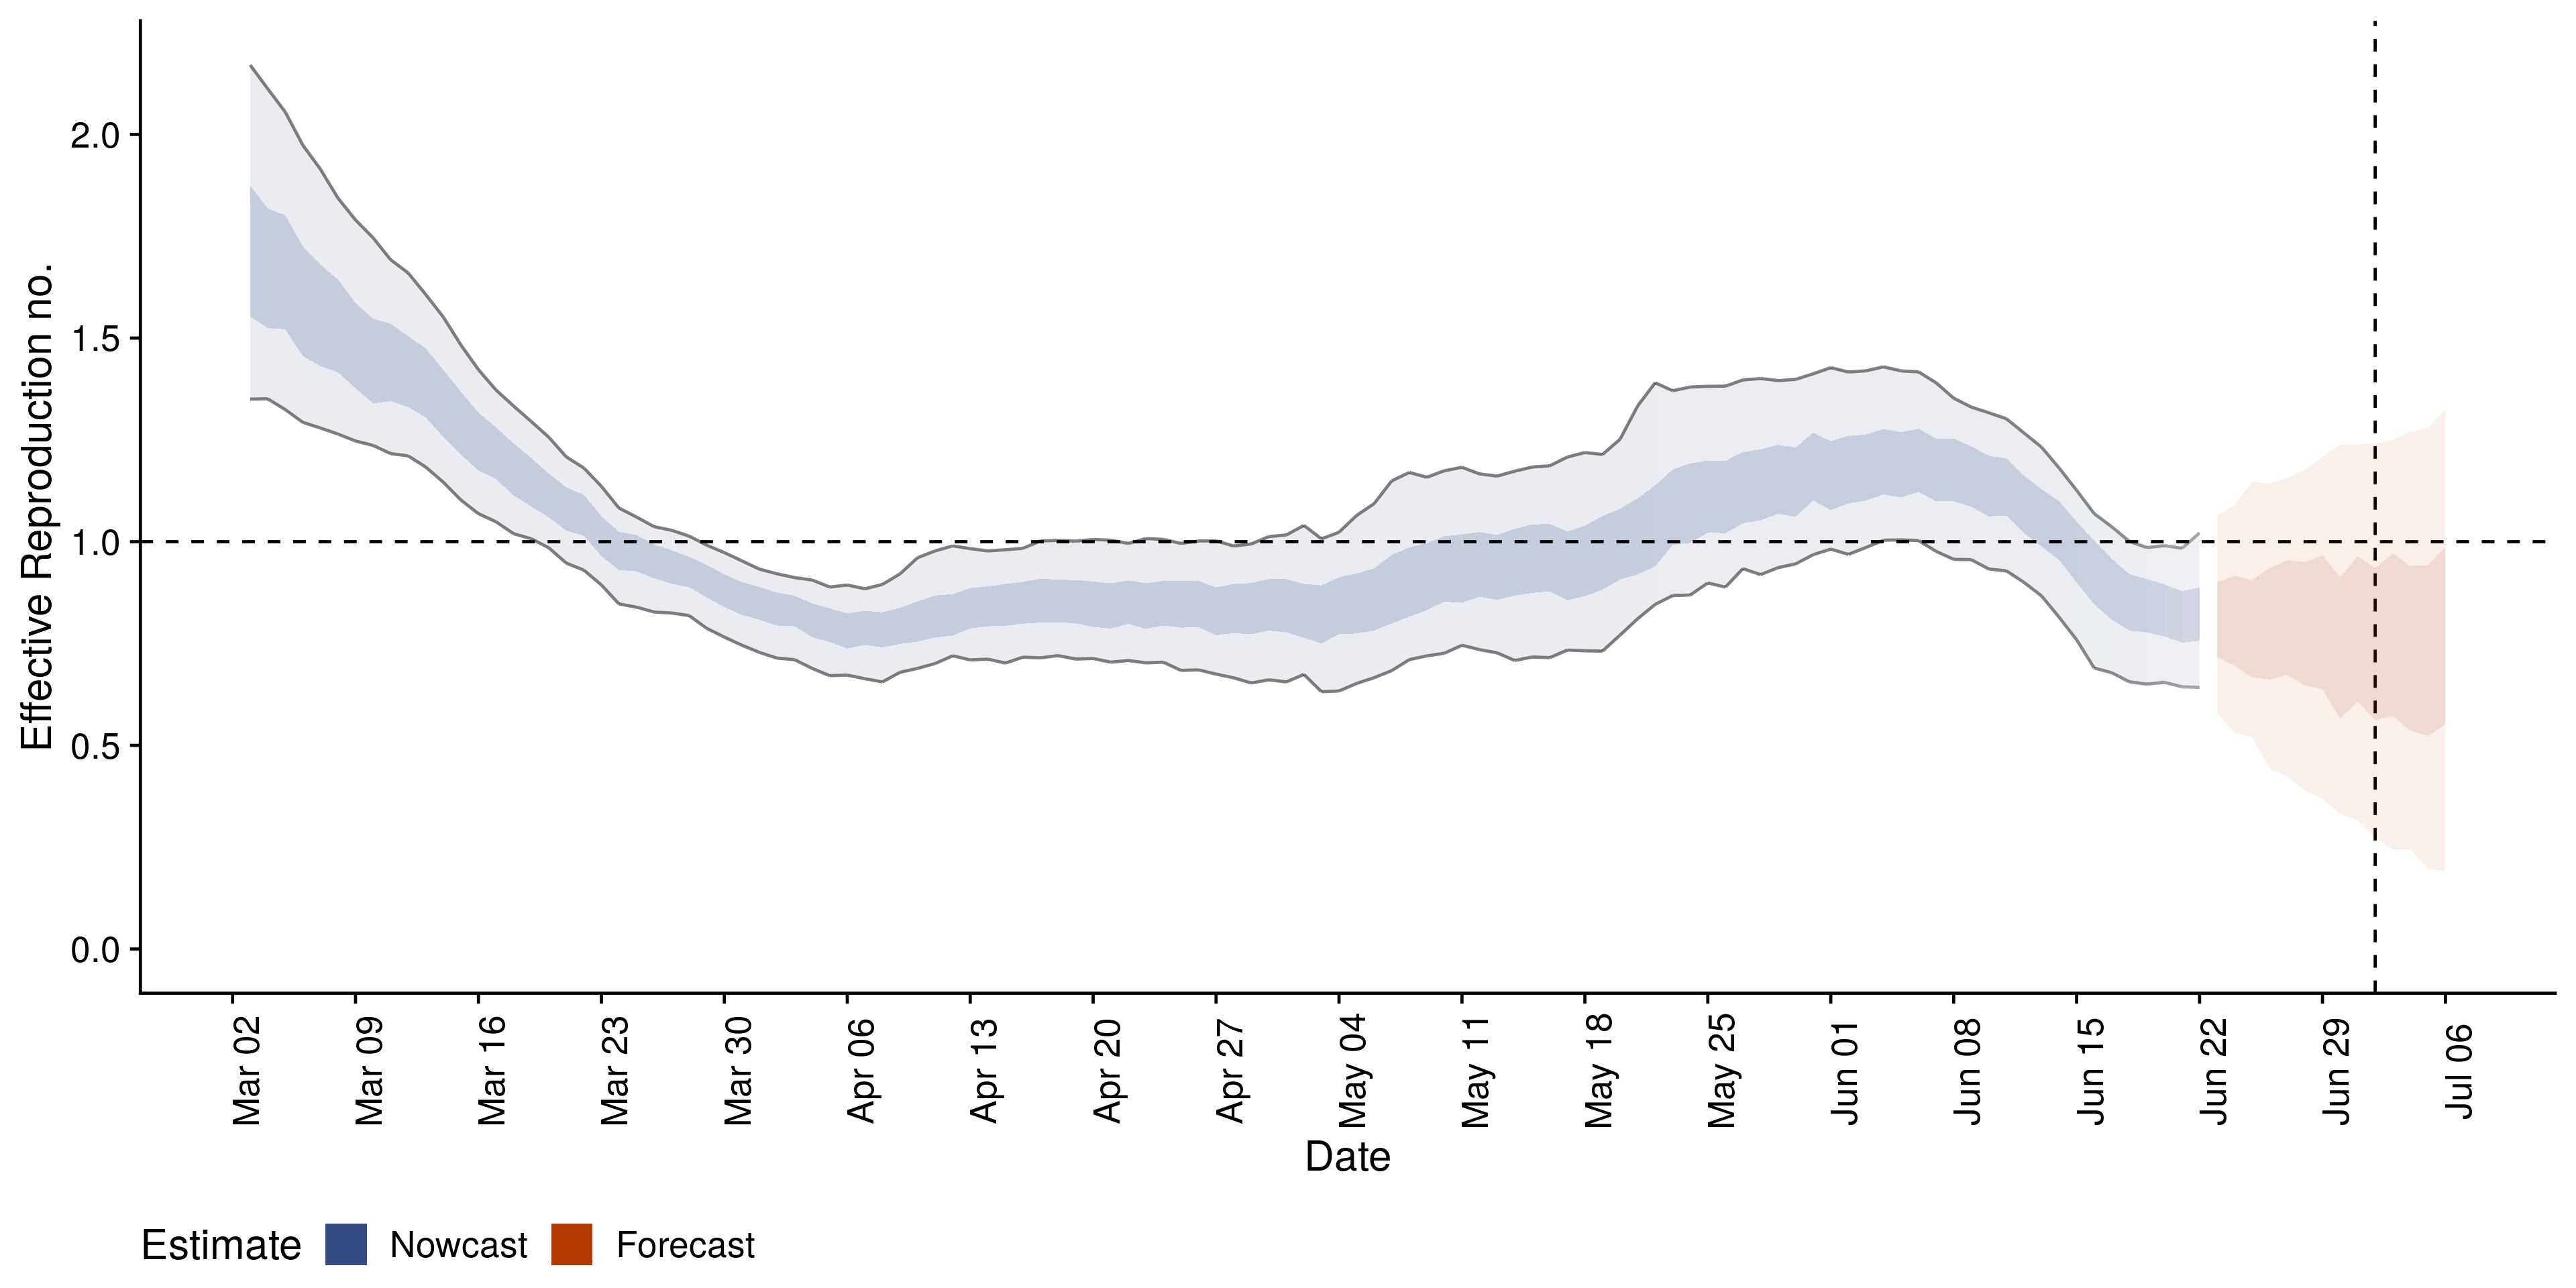 Effective Reproduction no.
2.0
1.5
1.0
0.5
0.0
Mar 02
Mar 09
Mar 16
Mar 23
Mar 30
Apr 06
Apr 13
Apr 20
Apr 27
May 04
May 11
May 18
May 25
Jun 01
Jun 08
Jun 15
Jun 22
Jun 29
Jul 06
Date
Estimate Nowcast Forecast